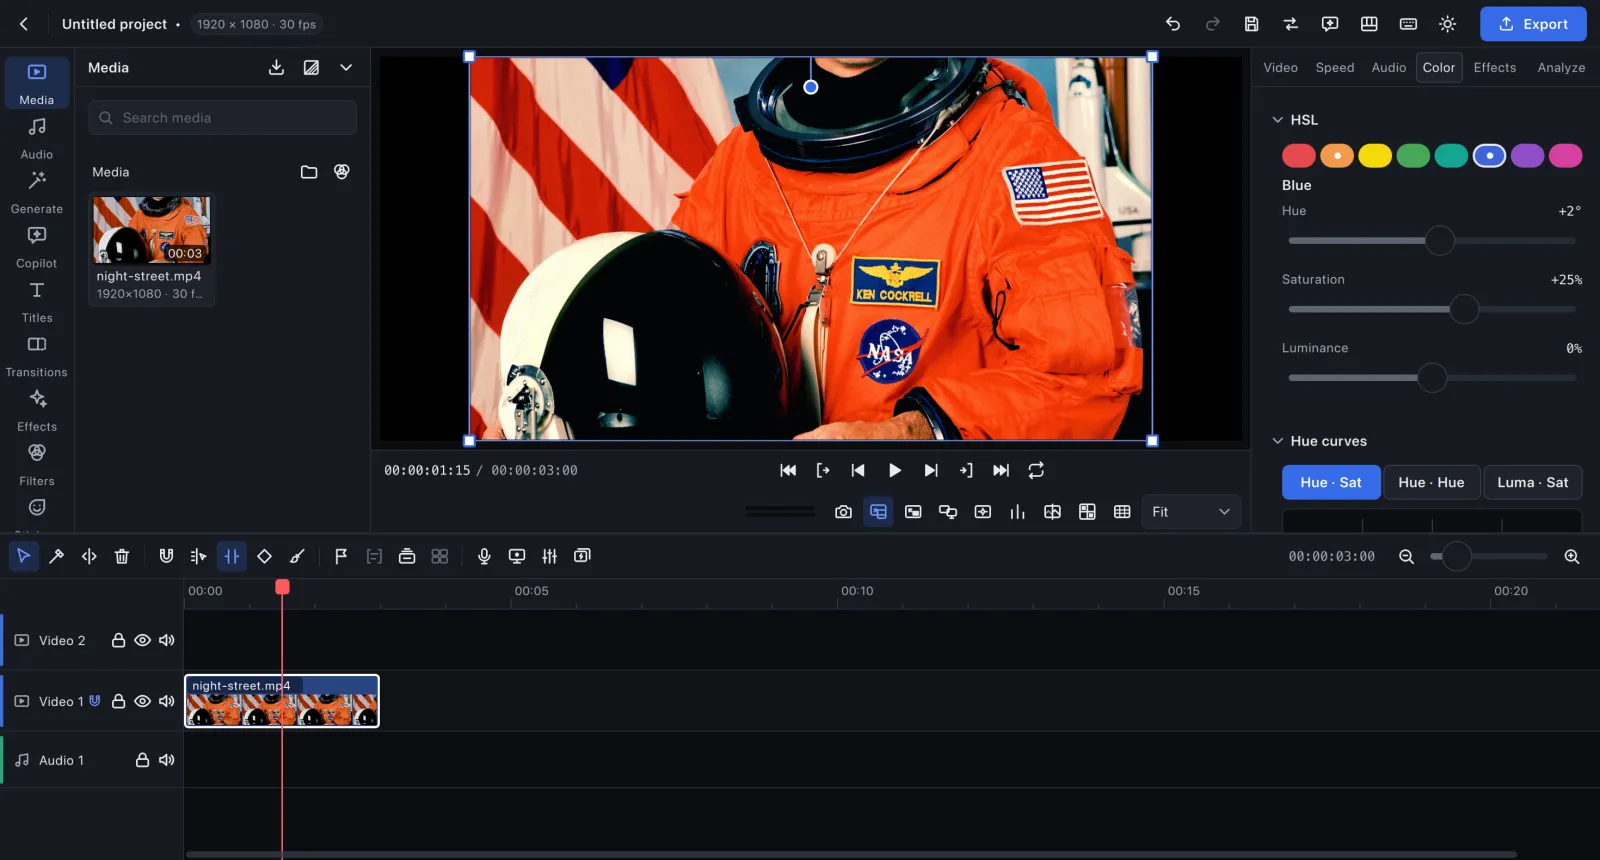 Untitled project •
1920 × 1080 · 30 fps
Export
Media
Audio
Generate
Copilot
Titles
Transitions
Effects
Filters
Media
Search media
Media
00:03
night-street.mp4
1920×1080 · 30 f...
USA
KEN COCKRELL
NASA
00:00:01:15 / 00:00:03:00
Fit
Video Speed Audio Color Effects Analyze
HSL
Blue
Hue +2°
Saturation +25%
Luminance 0%
Hue curves
Hue · Sat Hue · Hue Luma · Sat
00:00:03:00
00:00 00:05 00:10 00:15 00:20
Video 2
Video 1
night-street.mp4
Audio 1